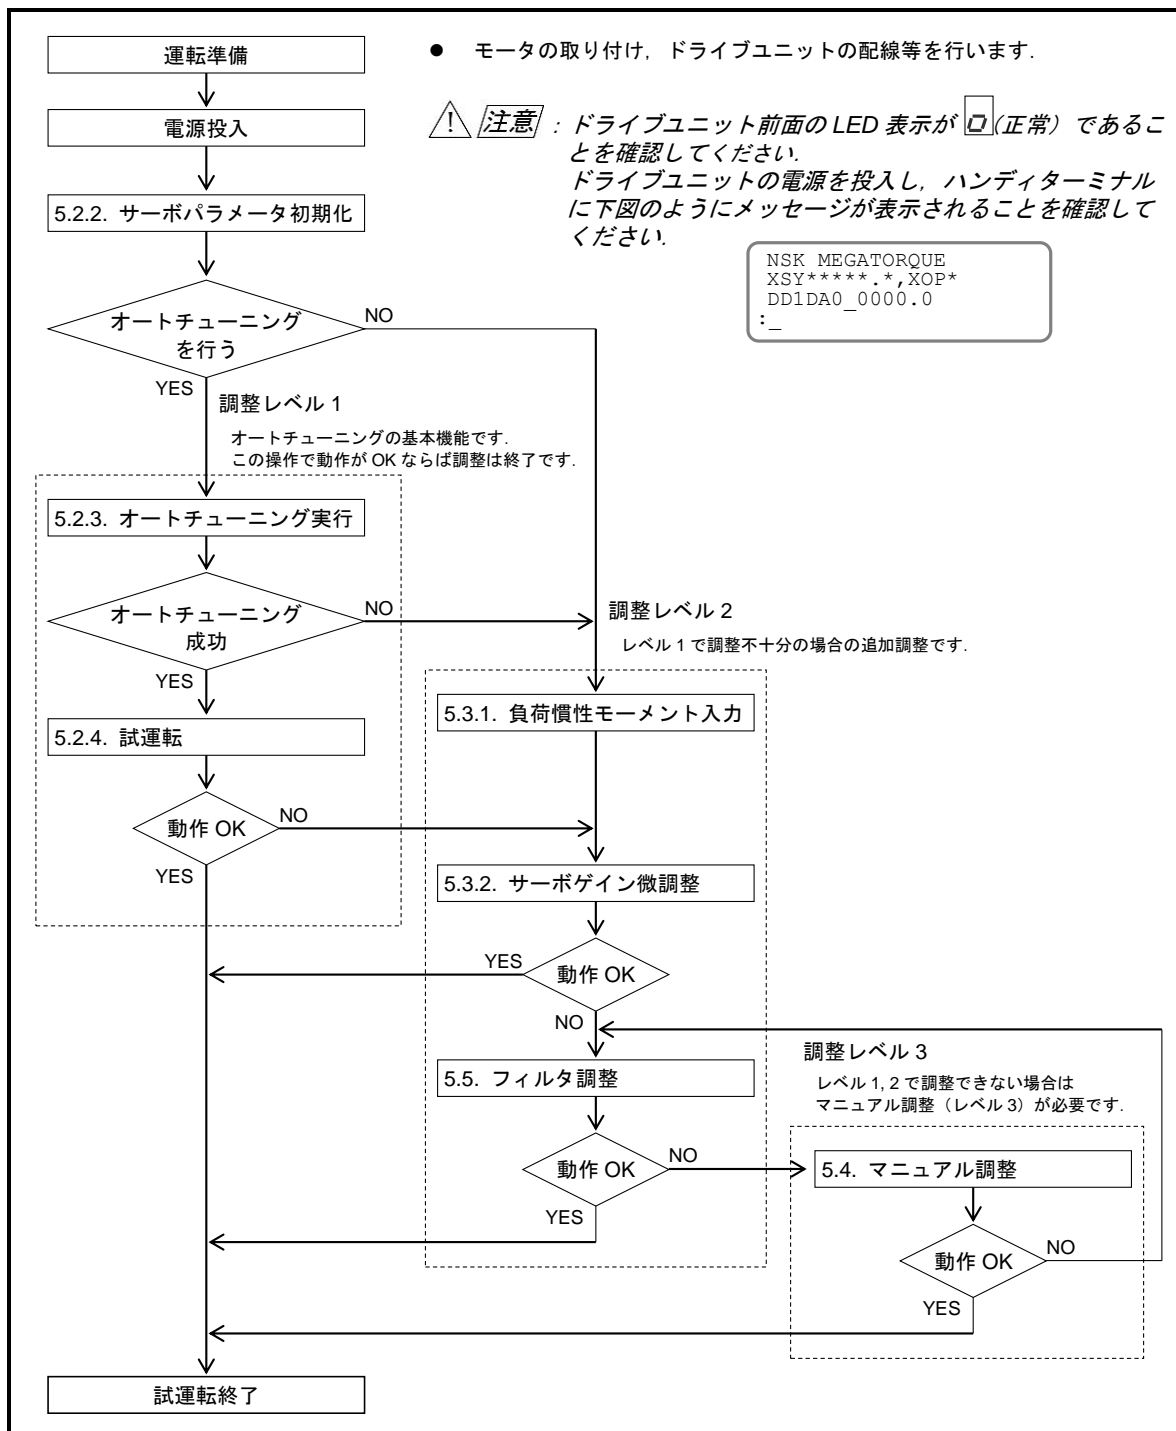 運転準備
● モータの取り付け，ドライブユニットの配線等を行います．
電源投入
注意 : ドライブユニット前面の LED 表示が 0 (正常）であるこ
とを確認してください．
ドライブユニットの電源を投入し，ハンディターミナル
に下図のようにメッセージが表示されることを確認して
ください．
5.2.2. サーボパラメータ初期化
NSK MEGATORQUE
XSY*****.*,XOP*
DD1DA0_0000.0
:_
オートチューニング
を行う
NO
YES
調整レベル 1
オートチューニングの基本機能です．
この操作で動作が OK ならば調整は終了です．
5.2.3. オートチューニング実行
オートチューニング
成功
NO
YES
調整レベル 2
レベル 1 で調整不十分の場合の追加調整です．
5.3.1. 負荷慣性モーメント入力
5.2.4. 試運転
動作 OK
NO
YES
5.3.2. サーボゲイン微調整
動作 OK
YES
NO
5.5. フィルタ調整
動作 OK
NO
YES
調整レベル 3
レベル 1, 2 で調整できない場合は
マニュアル調整（レベル 3）が必要です．
5.4. マニュアル調整
動作 OK
NO
YES
試運転終了